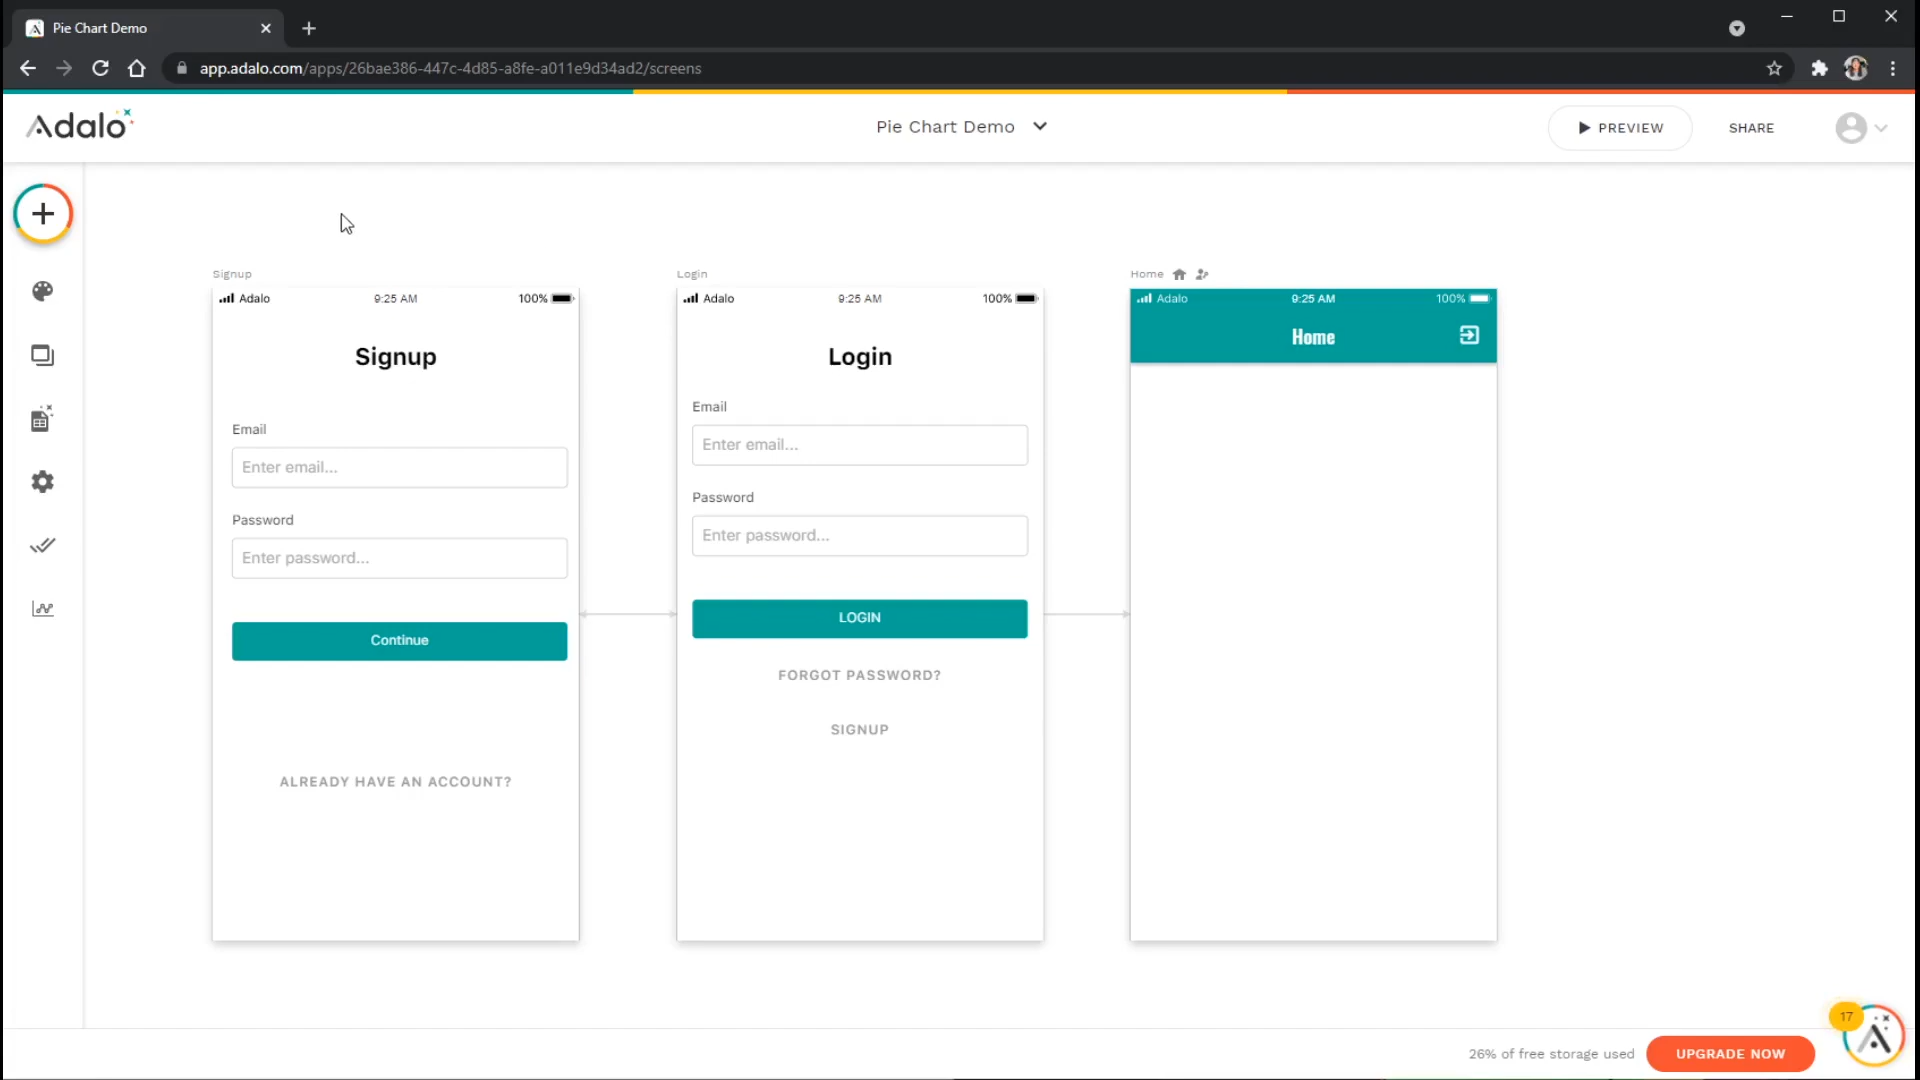 Pie Chart Demo
app.adalo.com/apps/26bae386-447c-4d85-a8fe-a011e9d34ad2/screens
Adalo
Pie Chart Demo
PREVIEW
SHARE
Signup
Adalo 9:25 AM 100%
Signup
Email
Enter email...
Password
Enter password...
Continue
ALREADY HAVE AN ACCOUNT?
Login
Adalo 9:25 AM 100%
Login
Email
Enter email...
Password
Enter password...
LOGIN
FORGOT PASSWORD?
SIGNUP
Home
Adalo 9:25 AM 100%
Home
17
26% of free storage used
UPGRADE NOW